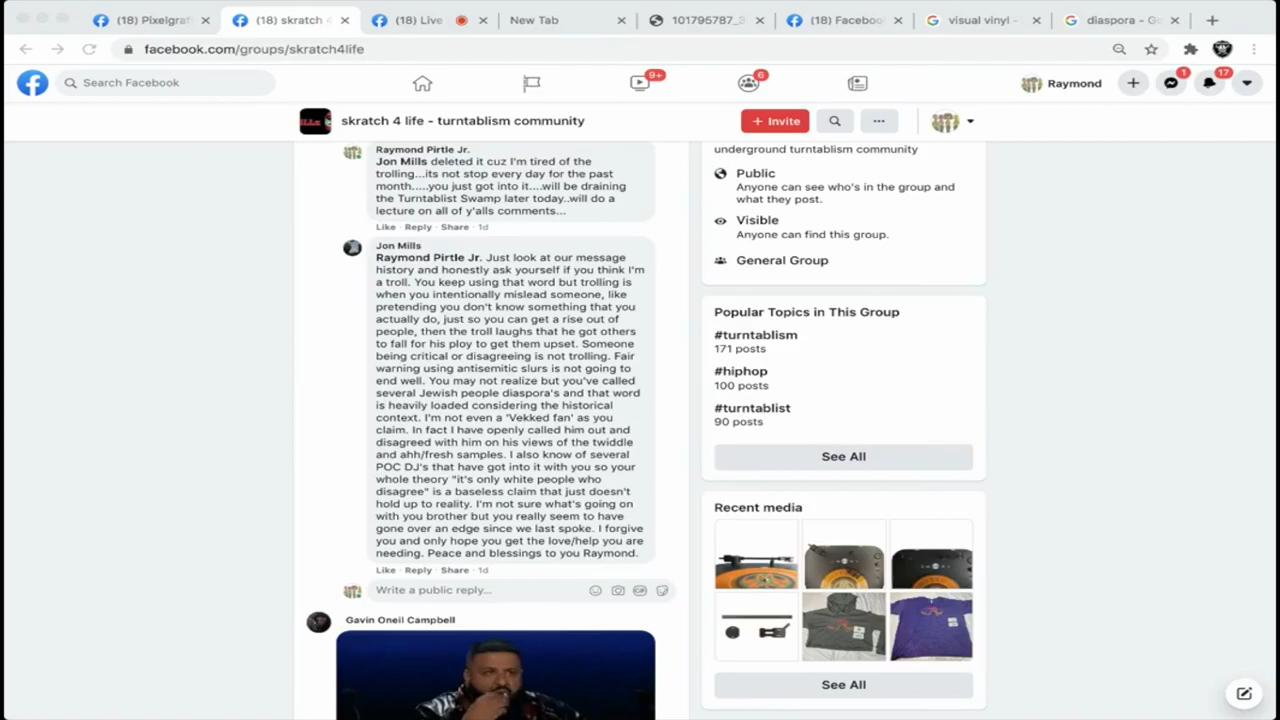 (18) Pixelgraf
(18) skratch 4
(18) Live
New Tab
101795787_3
(18) Faceboo
visual vinyl -
diaspora - Go
facebook.com/groups/skratch4life
Search Facebook
9+
6
Raymond
1
17
skratch 4 life - turntablism community
+ Invite
Raymond Pirtle Jr.
Jon Mills deleted it cuz I'm tired of the
trolling...its not stop every day for the past
month.....you just got into it....will be draining
the Turntablist Swamp later today..will do a
lecture on all of y'alls comments...
Like · Reply · Share · 1d
Jon Mills
Raymond Pirtle Jr. Just look at our message
history and honestly ask yourself if you think I'm
a troll. You keep using that word but trolling is
when you intentionally mislead someone, like
pretending you don't know something that you
actually do, just so you can get a rise out of
people, then the troll laughs that he got others
to fall for his ploy to get them upset. Someone
being critical or disagreeing is not trolling. Fair
warning using antisemitic slurs is not going to
end well. You may not realize but you've called
several Jewish people diaspora's and that word
is heavily loaded considering the historical
context. I'm not even a 'Vekked fan' as you
claim. In fact I have openly called him out and
disagreed with him on his views of the twiddle
and ahh/fresh samples. I also know of several
POC DJ's that have got into it with you so your
whole theory "it's only white people who
disagree" is a baseless claim that just doesn't
hold up to reality. I'm not sure what's going on
with you brother but you really seem to have
gone over an edge since we last spoke. I forgive
you and only hope you get the love/help you are
needing. Peace and blessings to you Raymond.
Like · Reply · Share · 1d
Write a public reply...
Gavin Oneil Campbell
underground turntablism community
Public
Anyone can see who's in the group and
what they post.
Visible
Anyone can find this group.
General Group
Popular Topics in This Group
#turntablism
171 posts
#hiphop
100 posts
#turntablist
90 posts
See All
Recent media
See All